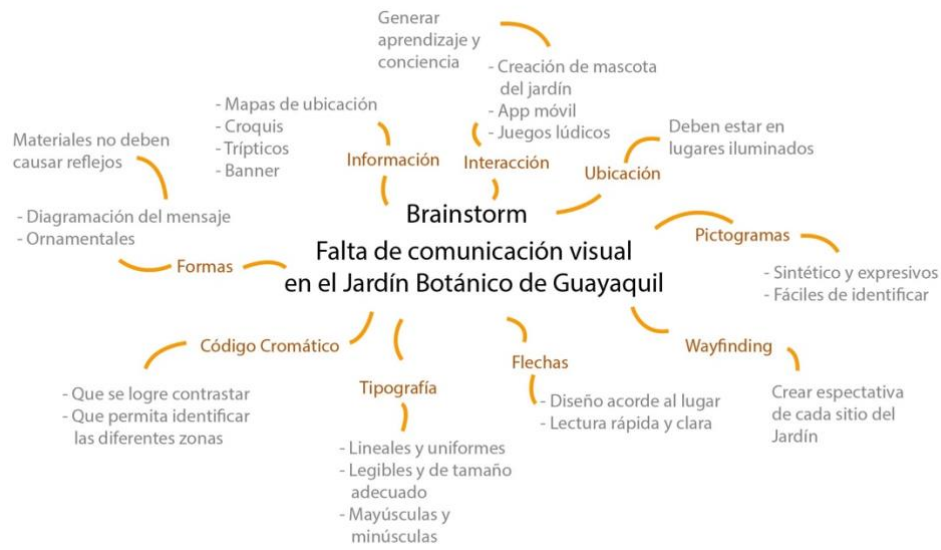 Brainstorm
Falta de comunicación visual
en el Jardín Botánico de Guayaquil
Información
- Mapas de ubicación
- Croquis
- Trípticos
- Banner
Interacción
- Creación de mascota
del jardín
- App móvil
- Juegos lúdicos
Generar
aprendizaje y
conciencia
Ubicación
Deben estar en
lugares iluminados
Pictogramas
- Sintético y expresivos
- Fáciles de identificar
Wayfinding
Crear espectativa
de cada sitio del
Jardín
Flechas
- Diseño acorde al lugar
- Lectura rápida y clara
Tipografía
- Lineales y uniformes
- Legibles y de tamaño
adecuado
- Mayúsculas y
minúsculas
Código Cromático
- Que se logre contrastar
- Que permita identificar
las diferentes zonas
Formas
- Diagramación del mensaje
- Ornamentales
Materiales no deben
causar reflejos